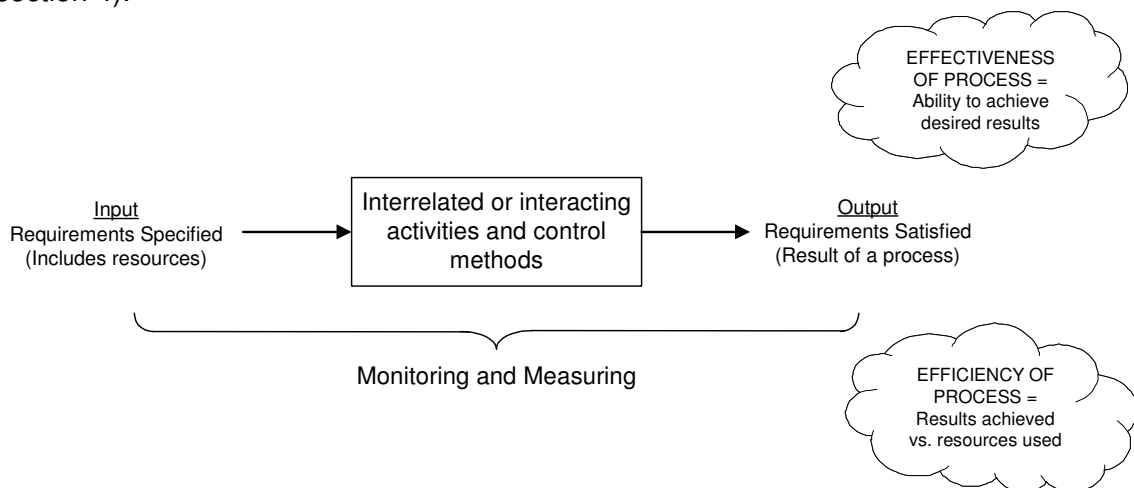 section 4).
EFFECTIVENESS
OF PROCESS =
Ability to achieve
desired results
Input
Requirements Specified
(Includes resources)
Interrelated or interacting
activities and control
methods
Output
Requirements Satisfied
(Result of a process)
Monitoring and Measuring
EFFICIENCY OF
PROCESS =
Results achieved
vs. resources used